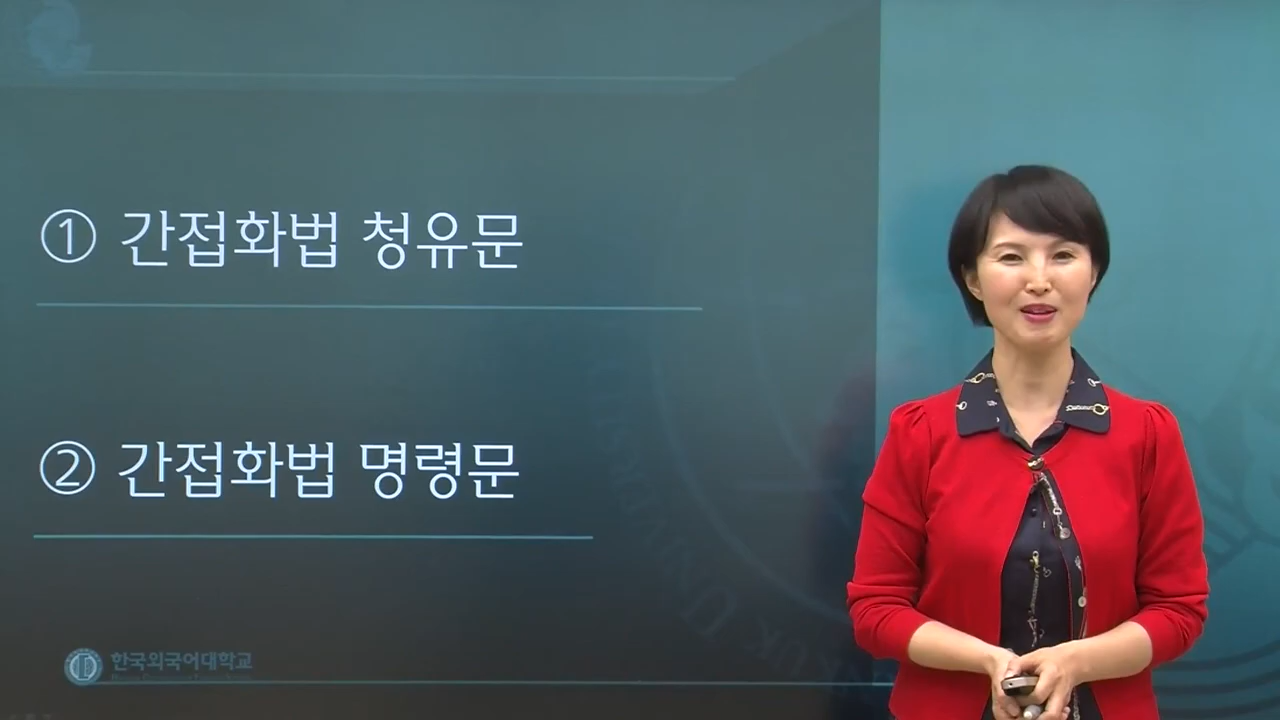 ① 간접화법 청유문
② 간접화법 명령문
한국외국어대학교